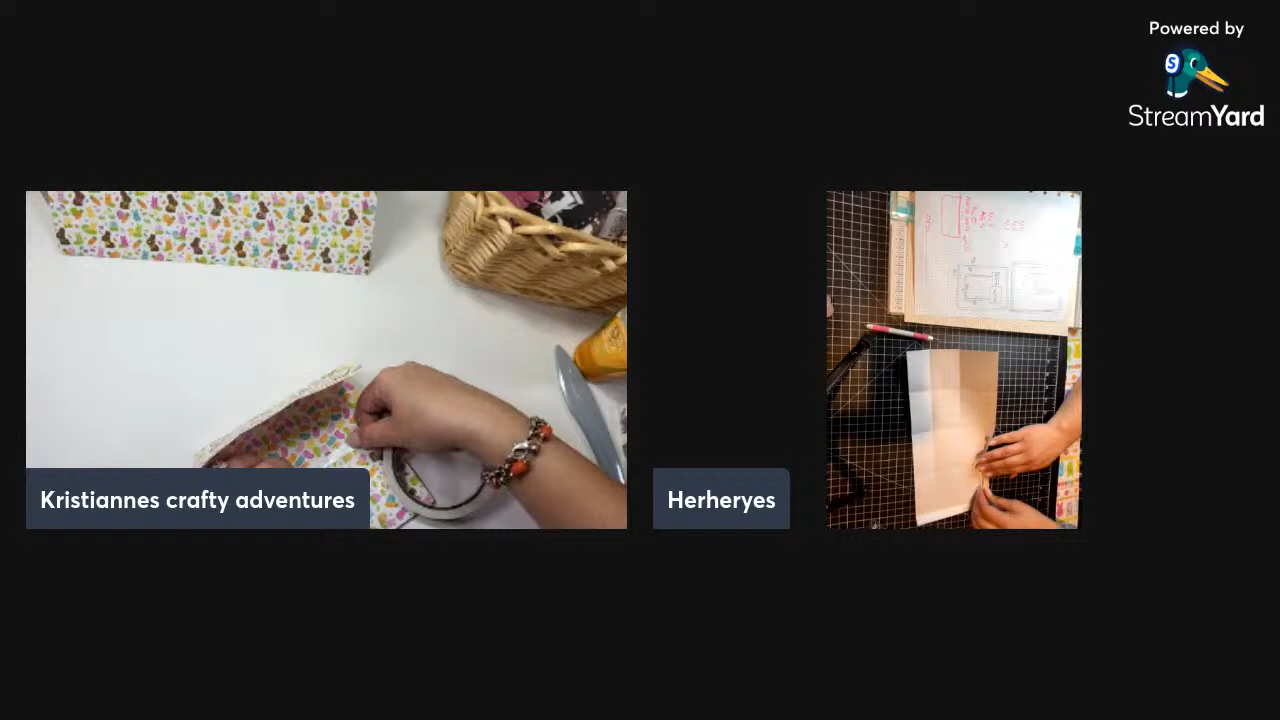 Powered by
S
StreamYard
Kristiannes crafty adventures
Herheryes